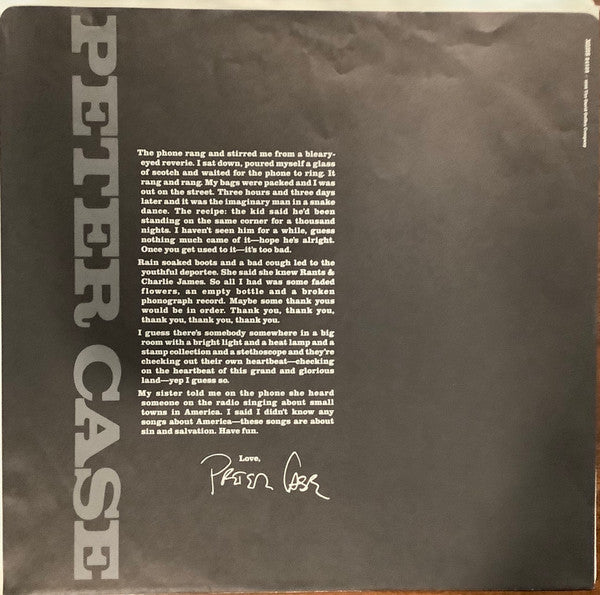 PETER CASE
The phone rang and stirred me from a bleary-
eyed reverie. I sat down, poured myself a glass
of scotch and waited for the phone to ring. It
rang and rang. My bags were packed and I was
out on the street. Three hours and three days
later and it was the imaginary man in a snake
dance. The recipe: the kid said he'd been
standing on the same corner for a thousand
nights. I haven't seen him for a while, guess
nothing much came of it—hope he's alright.
Once you get used to it—it's too bad.
Rain soaked boots and a bad cough led to the
youthful deportee. She said she knew Rants &
Charlie James. So all I had was some faded
flowers, an empty bottle and a broken
phonograph record. Maybe some thank yous
would be in order. Thank you, thank you,
thank you, thank you, thank you.
I guess there's somebody somewhere in a big
room with a bright light and a heat lamp and a
stamp collection and a stethoscope and they're
checking out their own heartbeat—checking
on the heartbeat of this grand and glorious
land—yep I guess so.
My sister told me on the phone she heard
someone on the radio singing about small
towns in America. I said I didn't know any
songs about America—these songs are about
sin and salvation. Have fun.
Love,
PETER CASE
The David Geffen Company